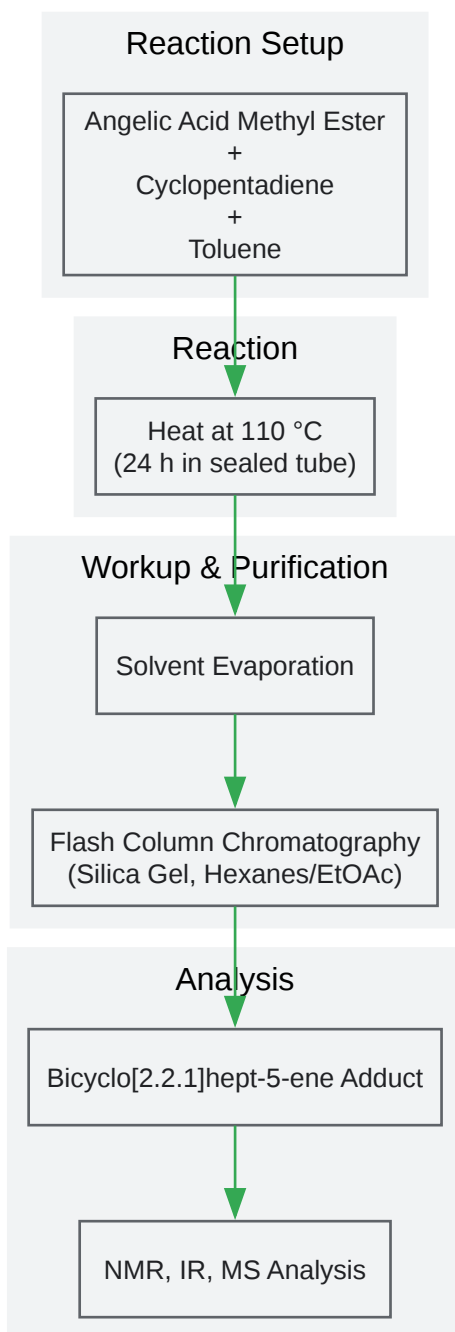 Reaction Setup
Angelic Acid Methyl Ester
+
Cyclopentadiene
+
Toluene
Reaction
Heat at 110 °C
(24 h in sealed tube)
Workup & Purification
Solvent Evaporation
Flash Column Chromatography
(Silica Gel, Hexanes/EtOAc)
Analysis
Bicyclo[2.2.1]hept-5-ene Adduct
NMR, IR, MS Analysis